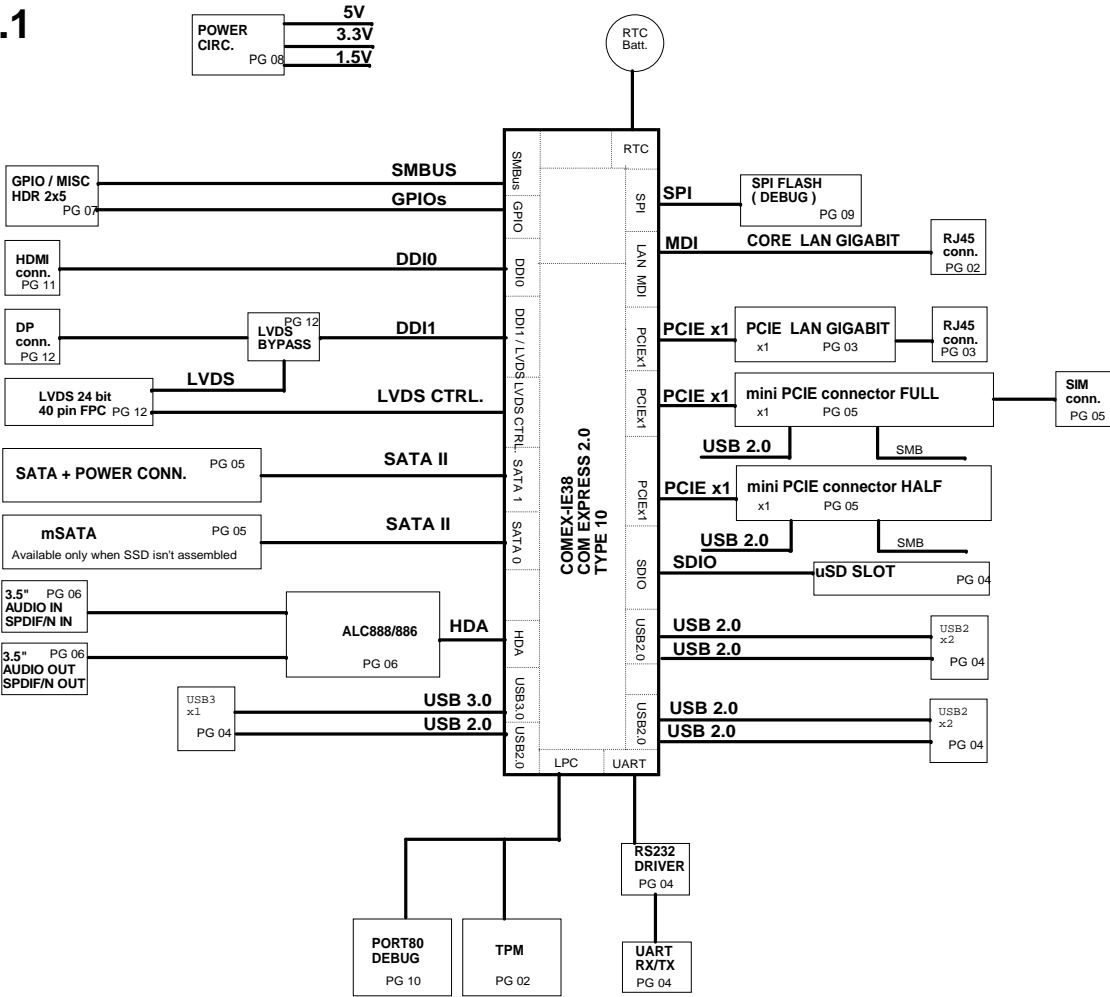 .1
POWER
CIRC.
PG 08
5V
3.3V
1.5V
RTC
Batt.
GPIO / MISC
HDR 2x5
PG 07
SMBUS
GPIOs
HDMI
conn.
PG 11
DDI0
DP
conn.
PG 12
PG 12
LVDS
BYPASS
DDI1
LVDS
LVDS 24 bit
40 pin FPC PG 12
LVDS CTRL.
SATA + POWER CONN.
PG 05
SATA II
mSATA
PG 05
Available only when SSD isn't assembled
SATA II
3.5" PG 06
AUDIO IN
SPDIF/N IN
3.5" PG 06
AUDIO OUT
SPDIF/N OUT
ALC888/886
PG 06
HDA
USB3
x1
PG 04
USB 3.0
USB 2.0
SMBus
GPIO
DDI0
DDI1 / LVDS
LVDS CTRL.
SATA 1
SATA 0
HDA
USB3.0
USB2.0
COMEX-IE38
COM EXPRESS 2.0
TYPE 10
RTC
SPI
LAN MDI
PCIEx1
PCIEx1
PCIEx1
SDIO
USB2.0
USB2.0
LPC
UART
SPI
SPI FLASH
( DEBUG )
PG 09
MDI
CORE LAN GIGABIT
RJ45
conn.
PG 02
PCIE x1
PCIE LAN GIGABIT
x1 PG 03
RJ45
conn.
PG 03
PCIE x1
mini PCIE connector FULL
x1 PG 05
SIM
conn.
PG 05
USB 2.0
SMB
PCIE x1
mini PCIE connector HALF
x1 PG 05
USB 2.0
SMB
SDIO
uSD SLOT
PG 04
USB 2.0
USB 2.0
USB2
x2
PG 04
USB 2.0
USB 2.0
USB2
x2
PG 04
PORT80
DEBUG
PG 10
TPM
PG 02
RS232
DRIVER
PG 04
UART
RX/TX
PG 04